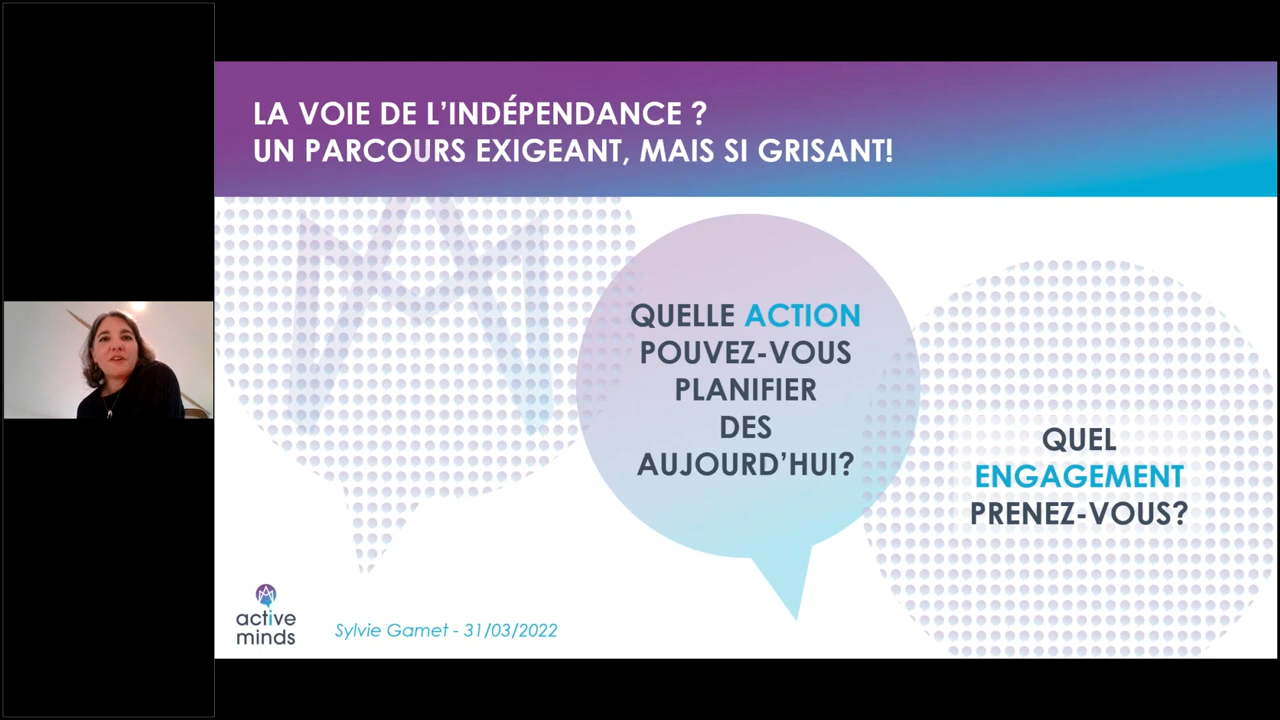 LA VOIE DE L'INDÉPENDANCE ?
UN PARCOURS EXIGEANT, MAIS SI GRISANT!
QUELLE ACTION
POUVEZ-VOUS
PLANIFIER
DES
AUJOURD'HUI?
QUEL
ENGAGEMENT
PRENEZ-VOUS?
active
minds
Sylvie Gamet - 31/03/2022